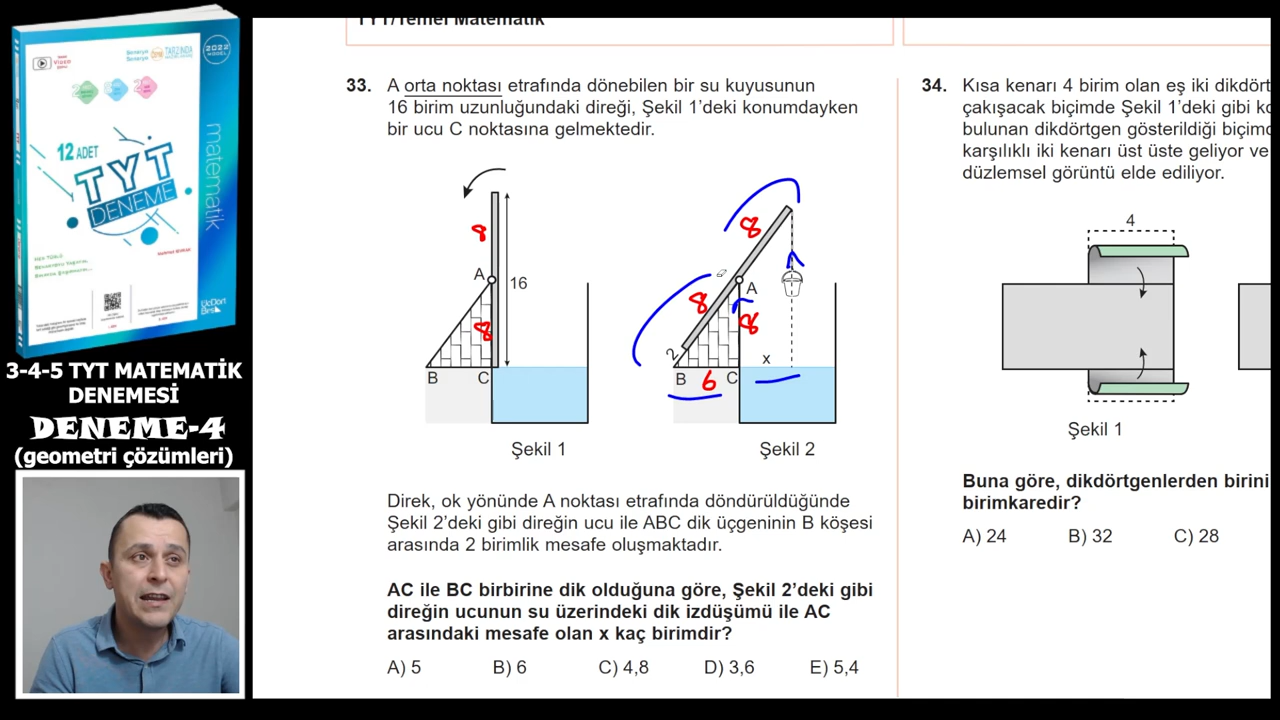 TYT/Temel Matematik
2022
MODEL
matematik
12 ADET
TYT
DENEME
ÜçDört
Beş
3-4-5 TYT MATEMATİK
DENEMESİ
DENEME-4
(geometri çözümleri)
33. A orta noktası etrafında dönebilen bir su kuyusunun
16 birim uzunluğundaki direği, Şekil 1'deki konumdayken
bir ucu C noktasına gelmektedir.
8
A
16
8
B C
Şekil 1
8
A
8
8
2
x
B 6 C
Şekil 2
Direk, ok yönünde A noktası etrafında döndürüldüğünde
Şekil 2'deki gibi direğin ucu ile ABC dik üçgeninin B köşesi
arasında 2 birimlik mesafe oluşmaktadır.
AC ile BC birbirine dik olduğuna göre, Şekil 2'deki gibi
direğin ucunun su üzerindeki dik izdüşümü ile AC
arasındaki mesafe olan x kaç birimdir?
A) 5 B) 6 C) 4,8 D) 3,6 E) 5,4
34. Kısa kenarı 4 birim olan eş iki dikdört
çakışacak biçimde Şekil 1'deki gibi ko
bulunan dikdörtgen gösterildiği biçimd
karşılıklı iki kenarı üst üste geliyor ve
düzlemsel görüntü elde ediliyor.
4
Şekil 1
Buna göre, dikdörtgenlerden birini
birimkaredir?
A) 24 B) 32 C) 28